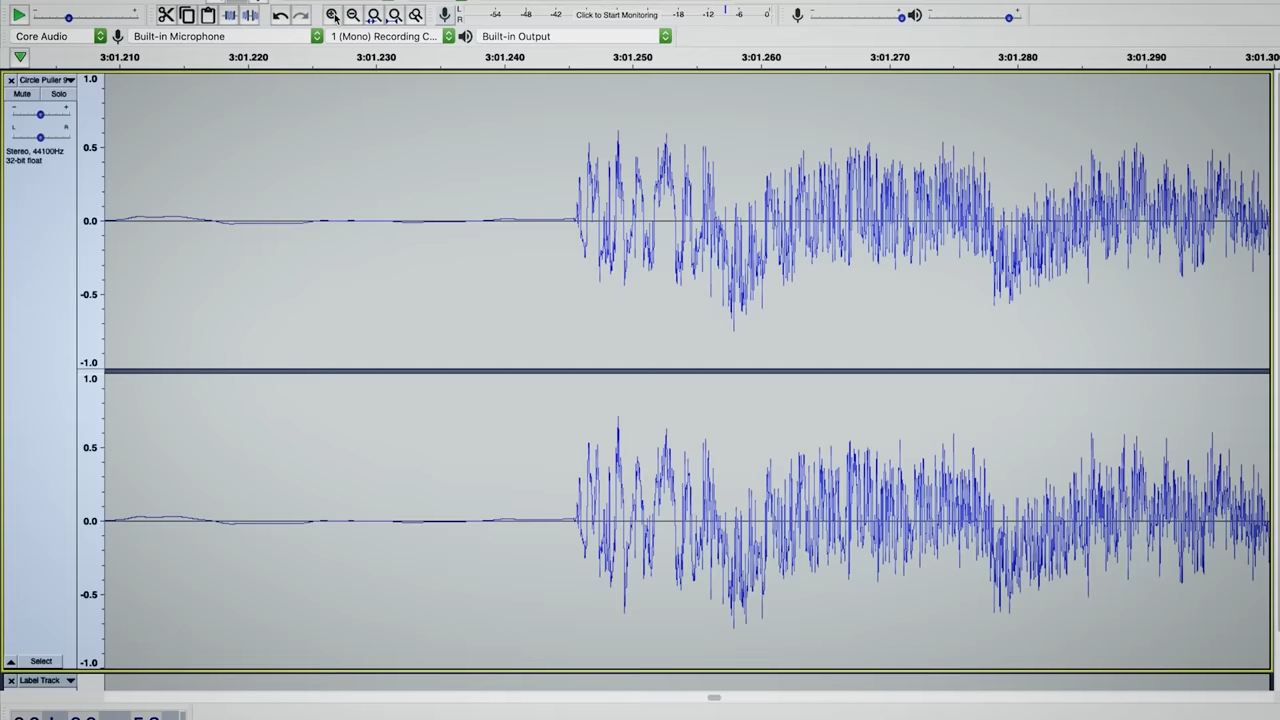 L
R
-54 -48 -42 Click to Start Monitoring -18 -12 -6 0
Core Audio Built-in Microphone 1 (Mono) Recording C... Built-in Output
3:01.210 3:01.220 3:01.230 3:01.240 3:01.250 3:01.260 3:01.270 3:01.280 3:01.290 3:01.30
Circle Puller 9
Mute Solo
- +
L R
Stereo, 44100Hz
32-bit float
1.0
0.5
0.0
-0.5
-1.0
1.0
0.5
0.0
-0.5
-1.0
Select
Label Track